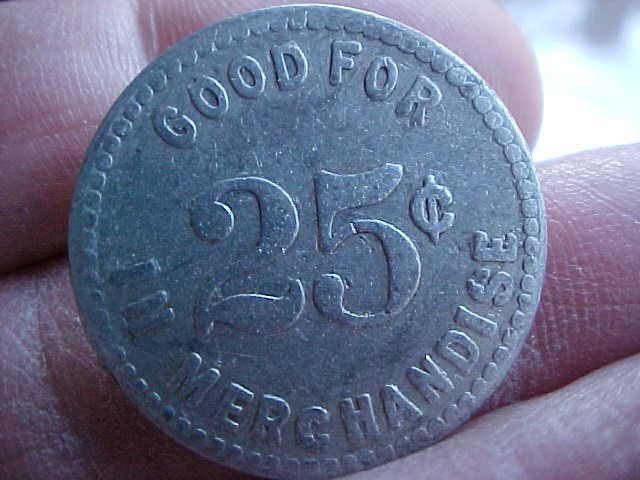 GOOD FOR
25¢
IN MERCHANDISE